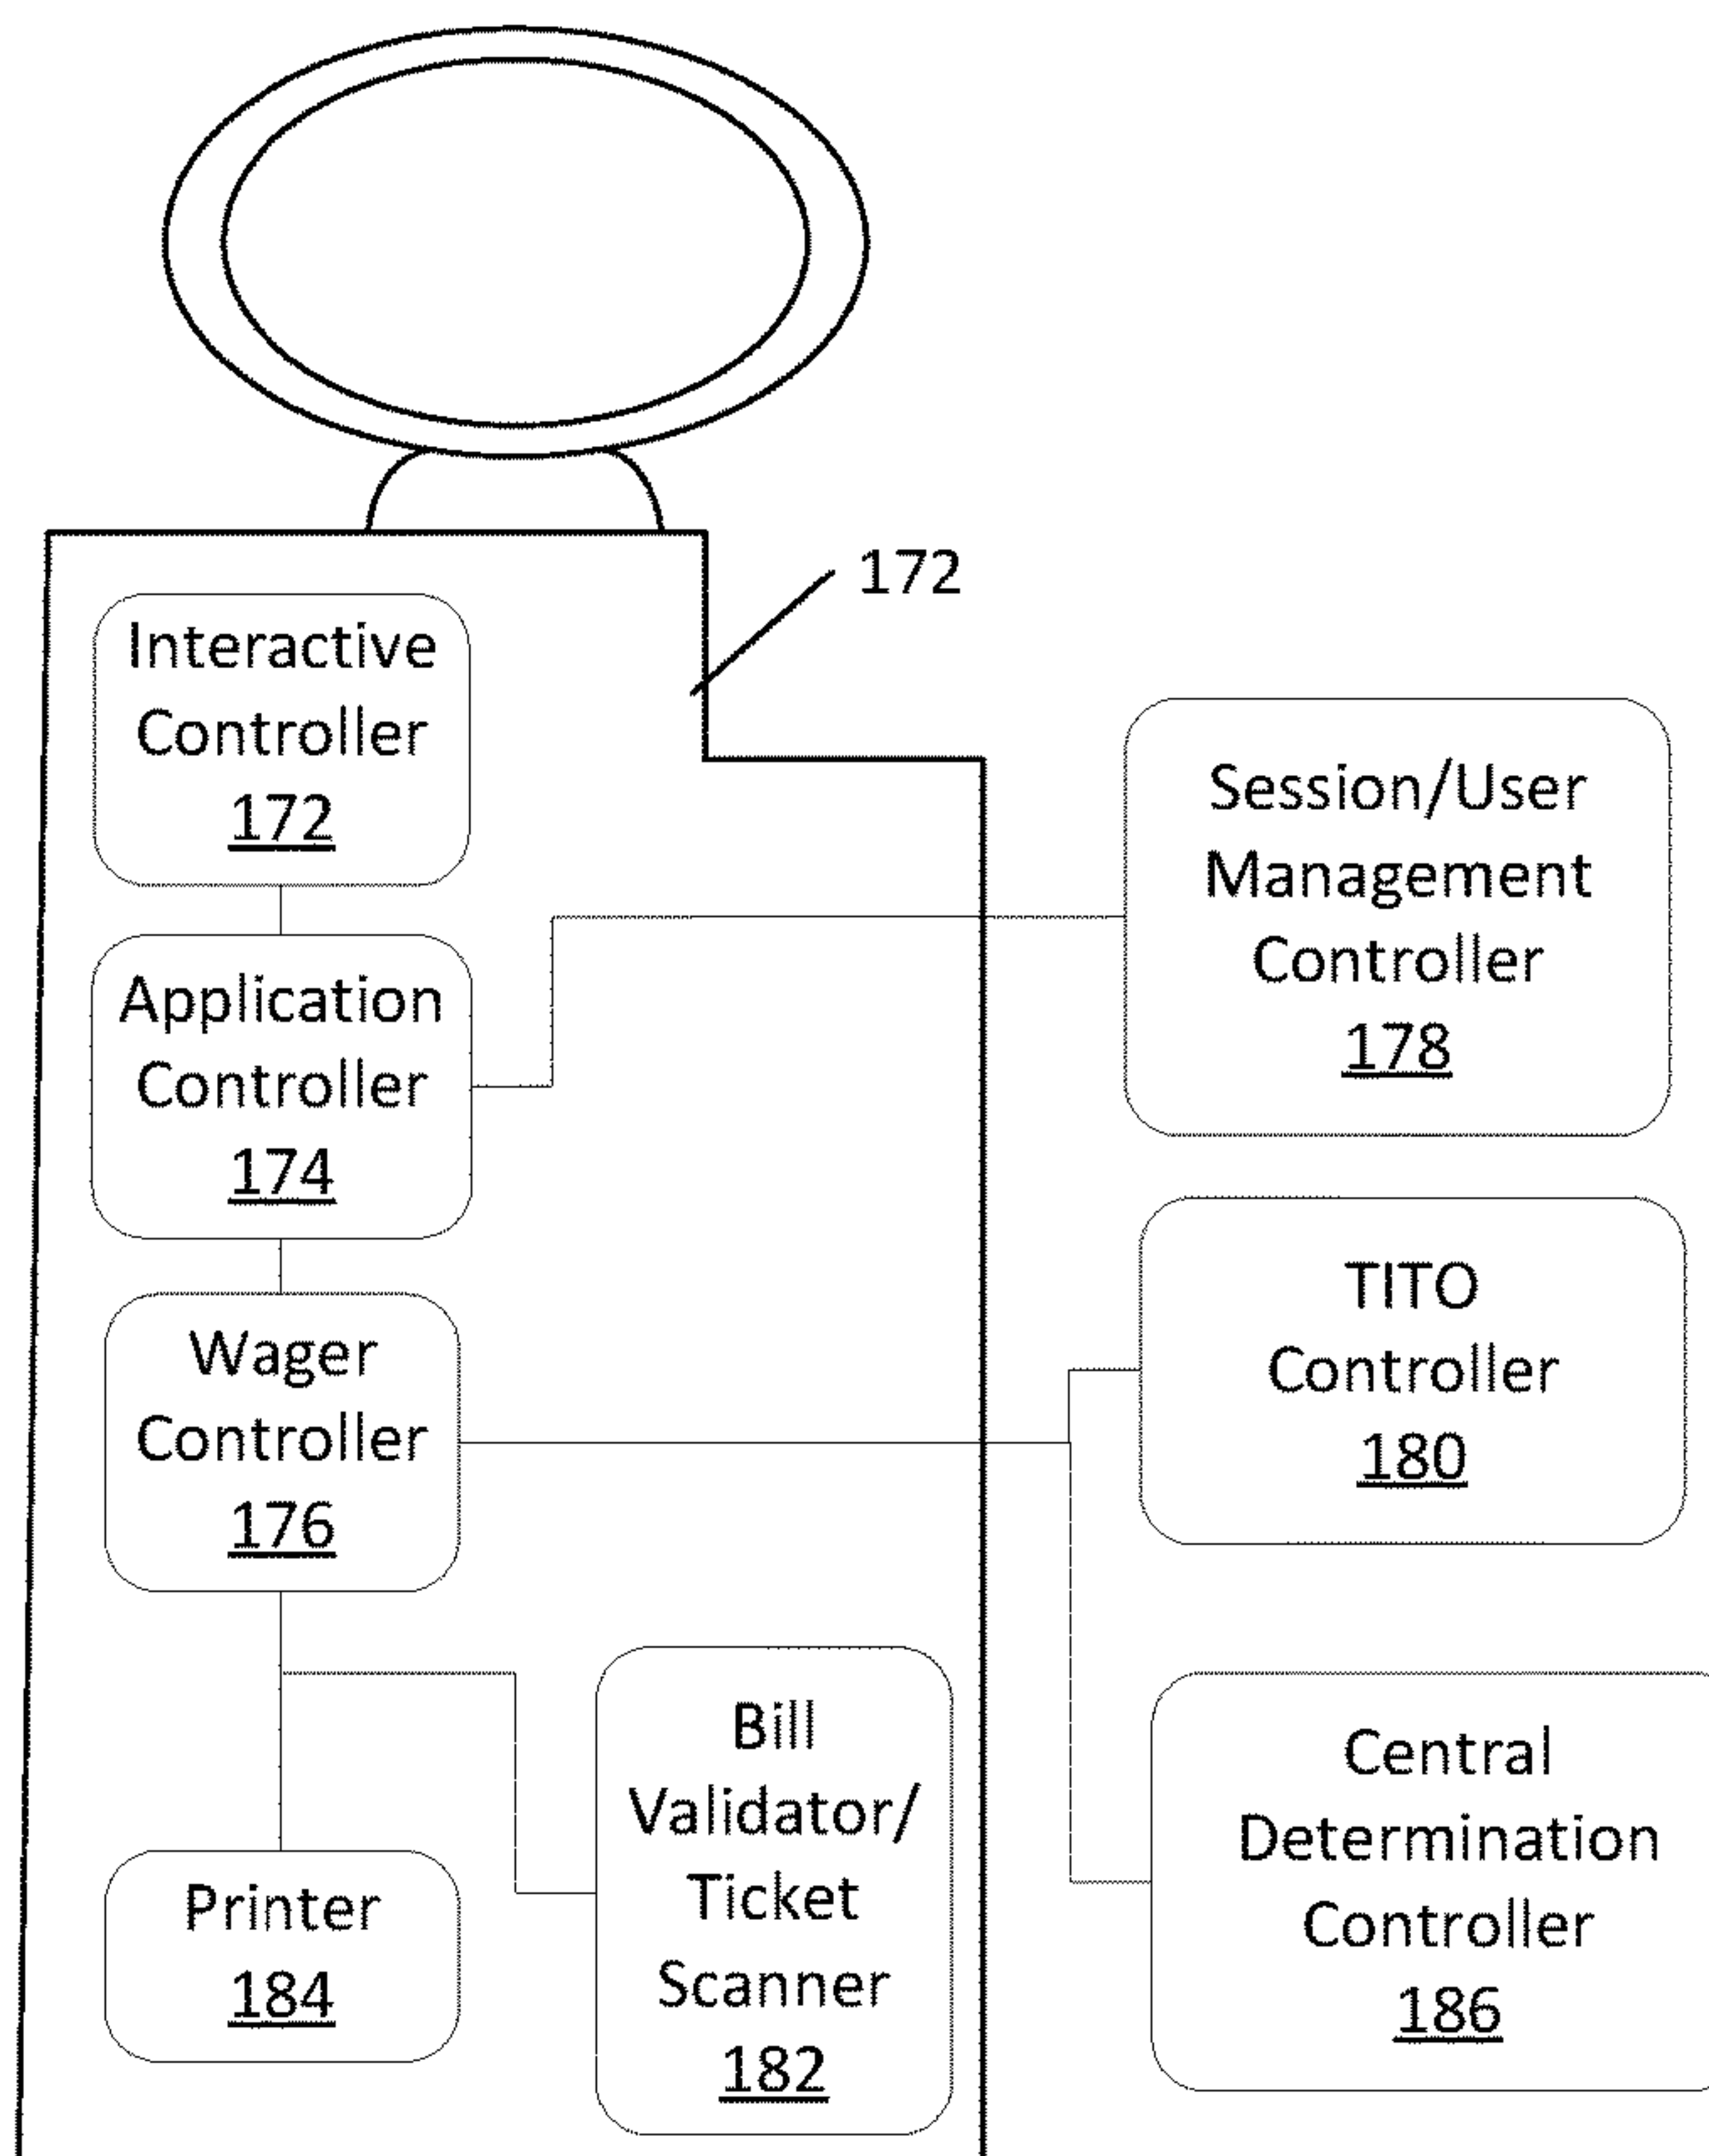 172
Interactive
Controller
172
Application
Controller
174
Wager
Controller
176
Printer
184
Bill
Validator/
Ticket
Scanner
182
Session/User
Management
Controller
178
TITO
Controller
180
Central
Determination
Controller
186